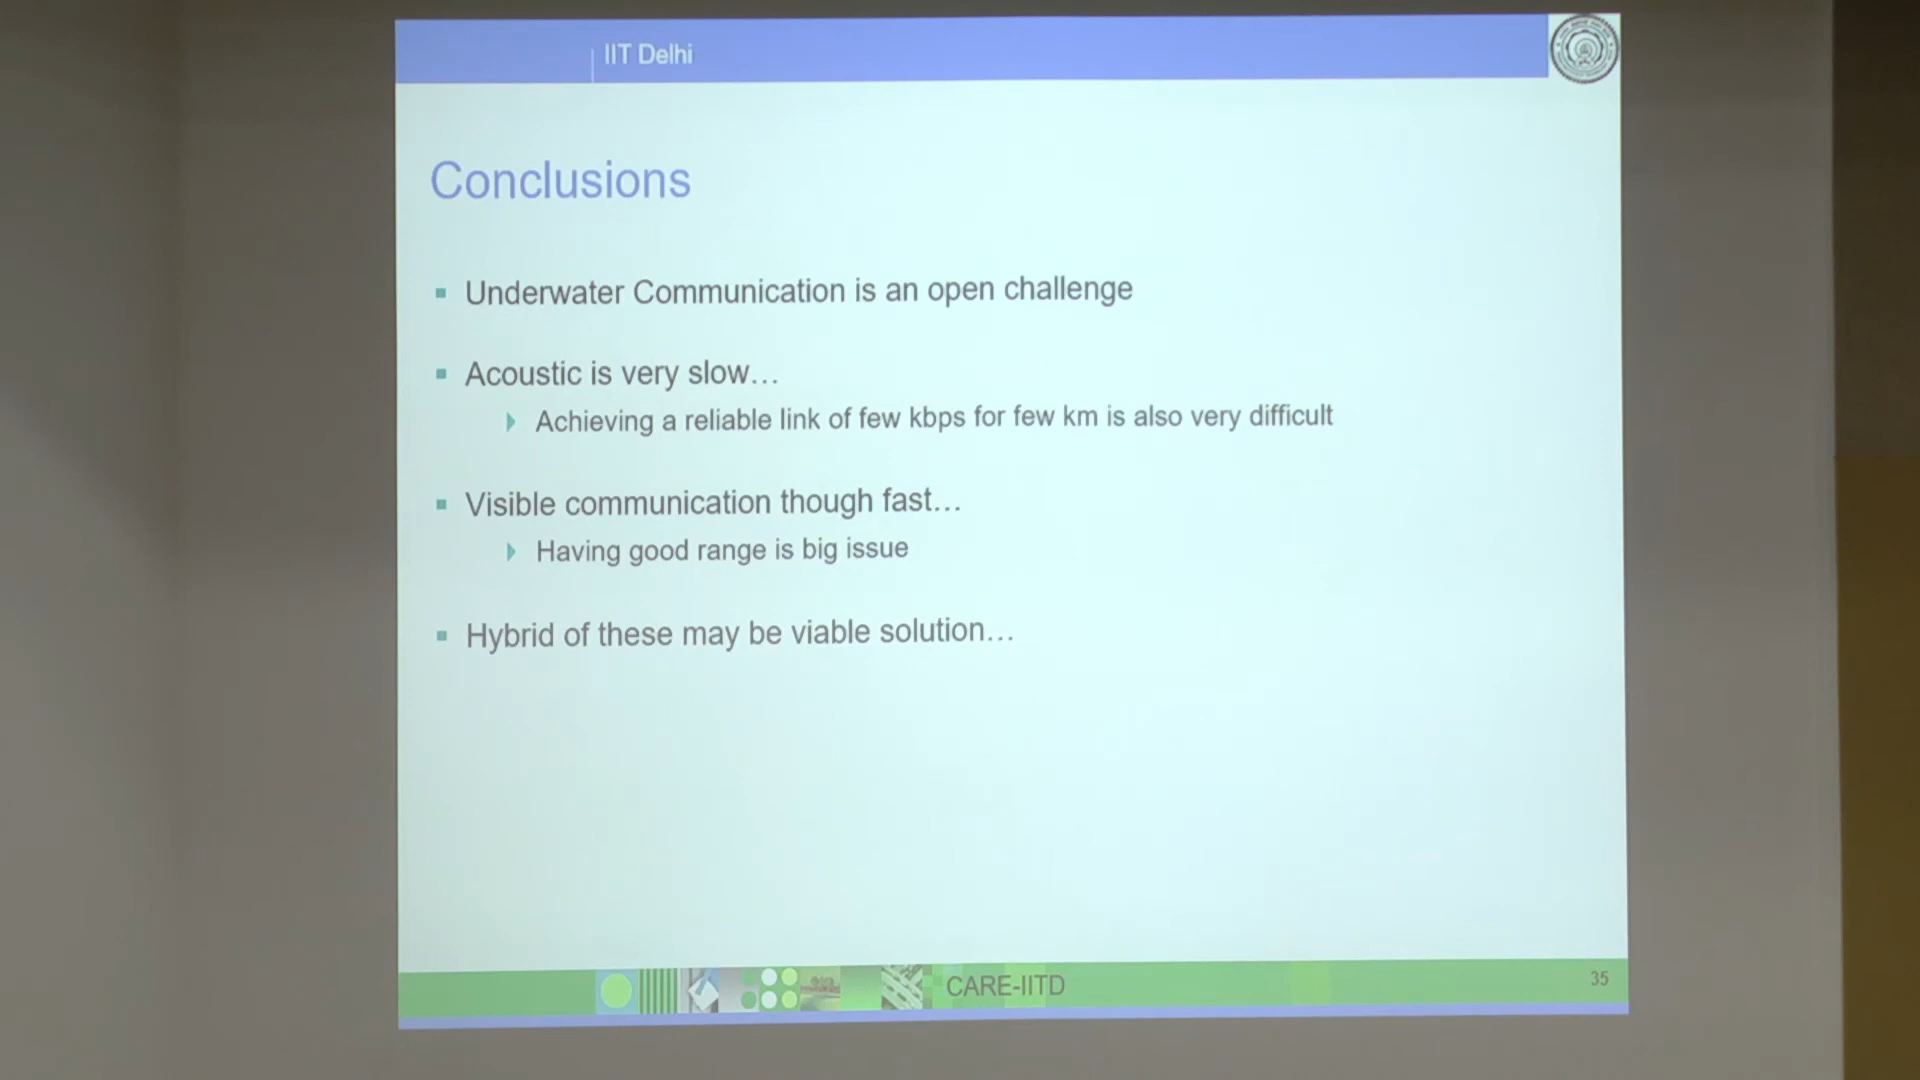 IIT Delhi
Conclusions
Underwater Communication is an open challenge
Acoustic is very slow…
Achieving a reliable link of few kbps for few km is also very difficult
Visible communication though fast…
Having good range is big issue
Hybrid of these may be viable solution…
CARE-IITD
35